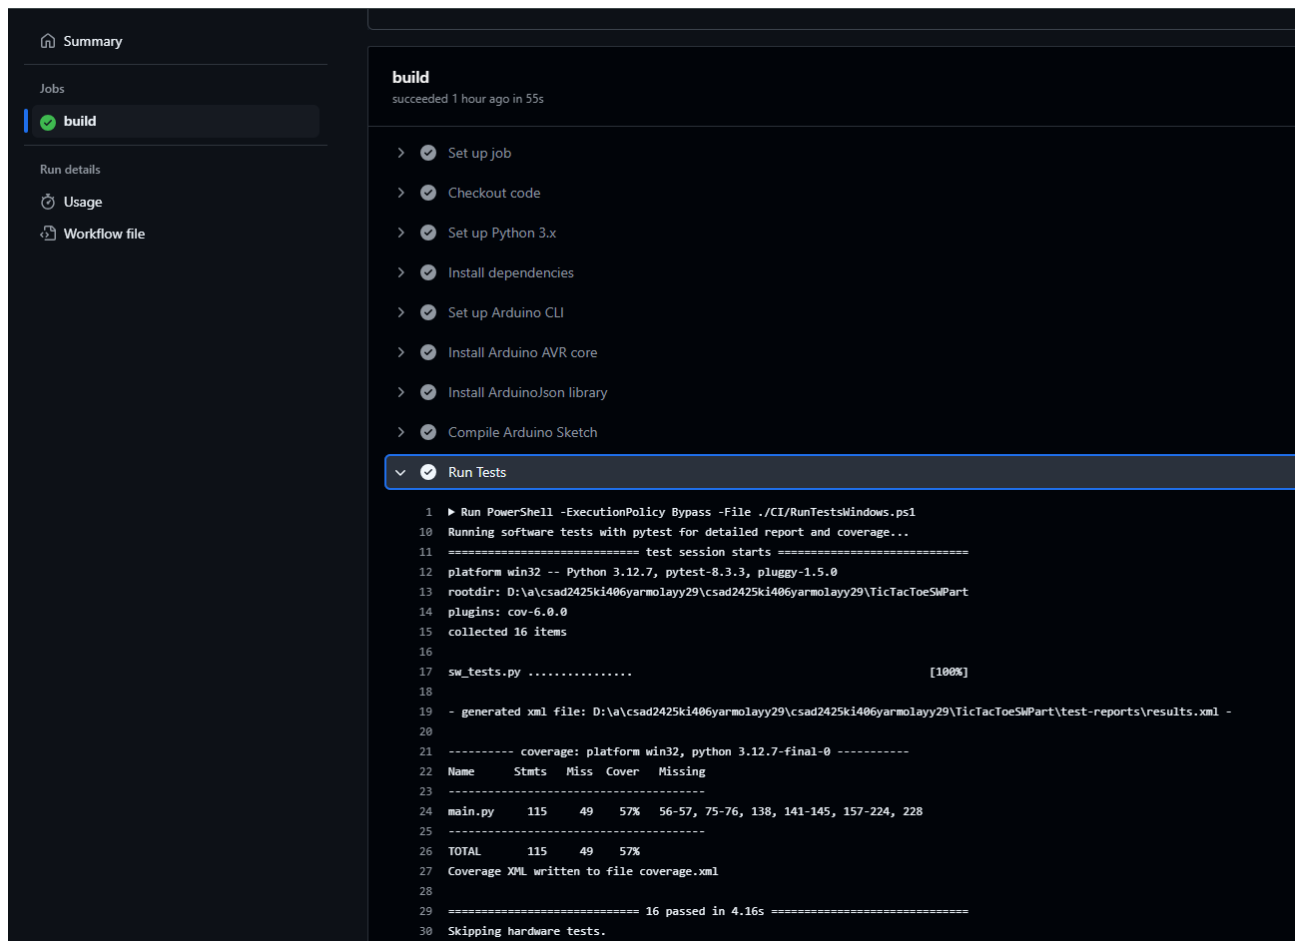 Summary
Jobs
build
Run details
Usage
Workflow file
build
succeeded 1 hour ago in 55s
Set up job
Checkout code
Set up Python 3.x
Install dependencies
Set up Arduino CLI
Install Arduino AVR core
Install ArduinoJson library
Compile Arduino Sketch
Run Tests
1 Run PowerShell -ExecutionPolicy Bypass -File ./CI/RunTestsWindows.ps1
10 Running software tests with pytest for detailed report and coverage...
11 ============================= test session starts =============================
12 platform win32 -- Python 3.12.7, pytest-8.3.3, pluggy-1.5.0
13 rootdir: D:\a\csad2425ki406yarmolayy29\csad2425ki406yarmolayy29\TicTacToeSWPart
14 plugins: cov-6.0.0
15 collected 16 items
16
17 sw_tests.py ................                                             [100%]
18
19 - generated xml file: D:\a\csad2425ki406yarmolayy29\csad2425ki406yarmolayy29\TicTacToeSWPart\test-reports\results.xml -
20
21 ---------- coverage: platform win32, python 3.12.7-final-0 -----------
22 Name      Stmts   Miss  Cover   Missing
23 ---------------------------------------
24 main.py     115     49    57%   56-57, 75-76, 138, 141-145, 157-224, 228
25 ---------------------------------------
26 TOTAL       115     49    57%
27 Coverage XML written to file coverage.xml
28
29 ============================= 16 passed in 4.16s ==============================
30 Skipping hardware tests.